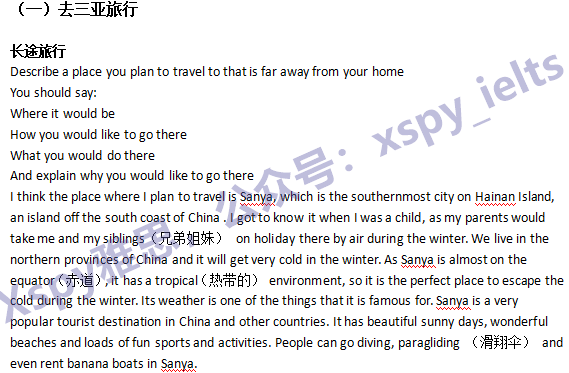 （一）去三亚旅行
长途旅行
Describe a place you plan to travel to that is far away from your home
You should say:
Where it would be
How you would like to go there
What you would do there
And explain why you would like to go there
I think the place where I plan to travel is Sanya, which is the southernmost city on Hainan Island,
an island off the south coast of China . I got to know it when I was a child, as my parents would
take me and my siblings（兄弟姐妹） on holiday there by air during the winter. We live in the
northern provinces of China and it will get very cold in the winter. As Sanya is almost on the
equator（赤道）, it has a tropical（热带的） environment, so it is the perfect place to escape the
cold during the winter. Its weather is one of the things that it is famous for. Sanya is a very
popular tourist destination in China and other countries. It has beautiful sunny days, wonderful
beaches and loads of fun sports and activities. People can go diving, paragliding （滑翔伞） and
even rent banana boats in Sanya.
xspy雅思，公众号：xspy_ielts